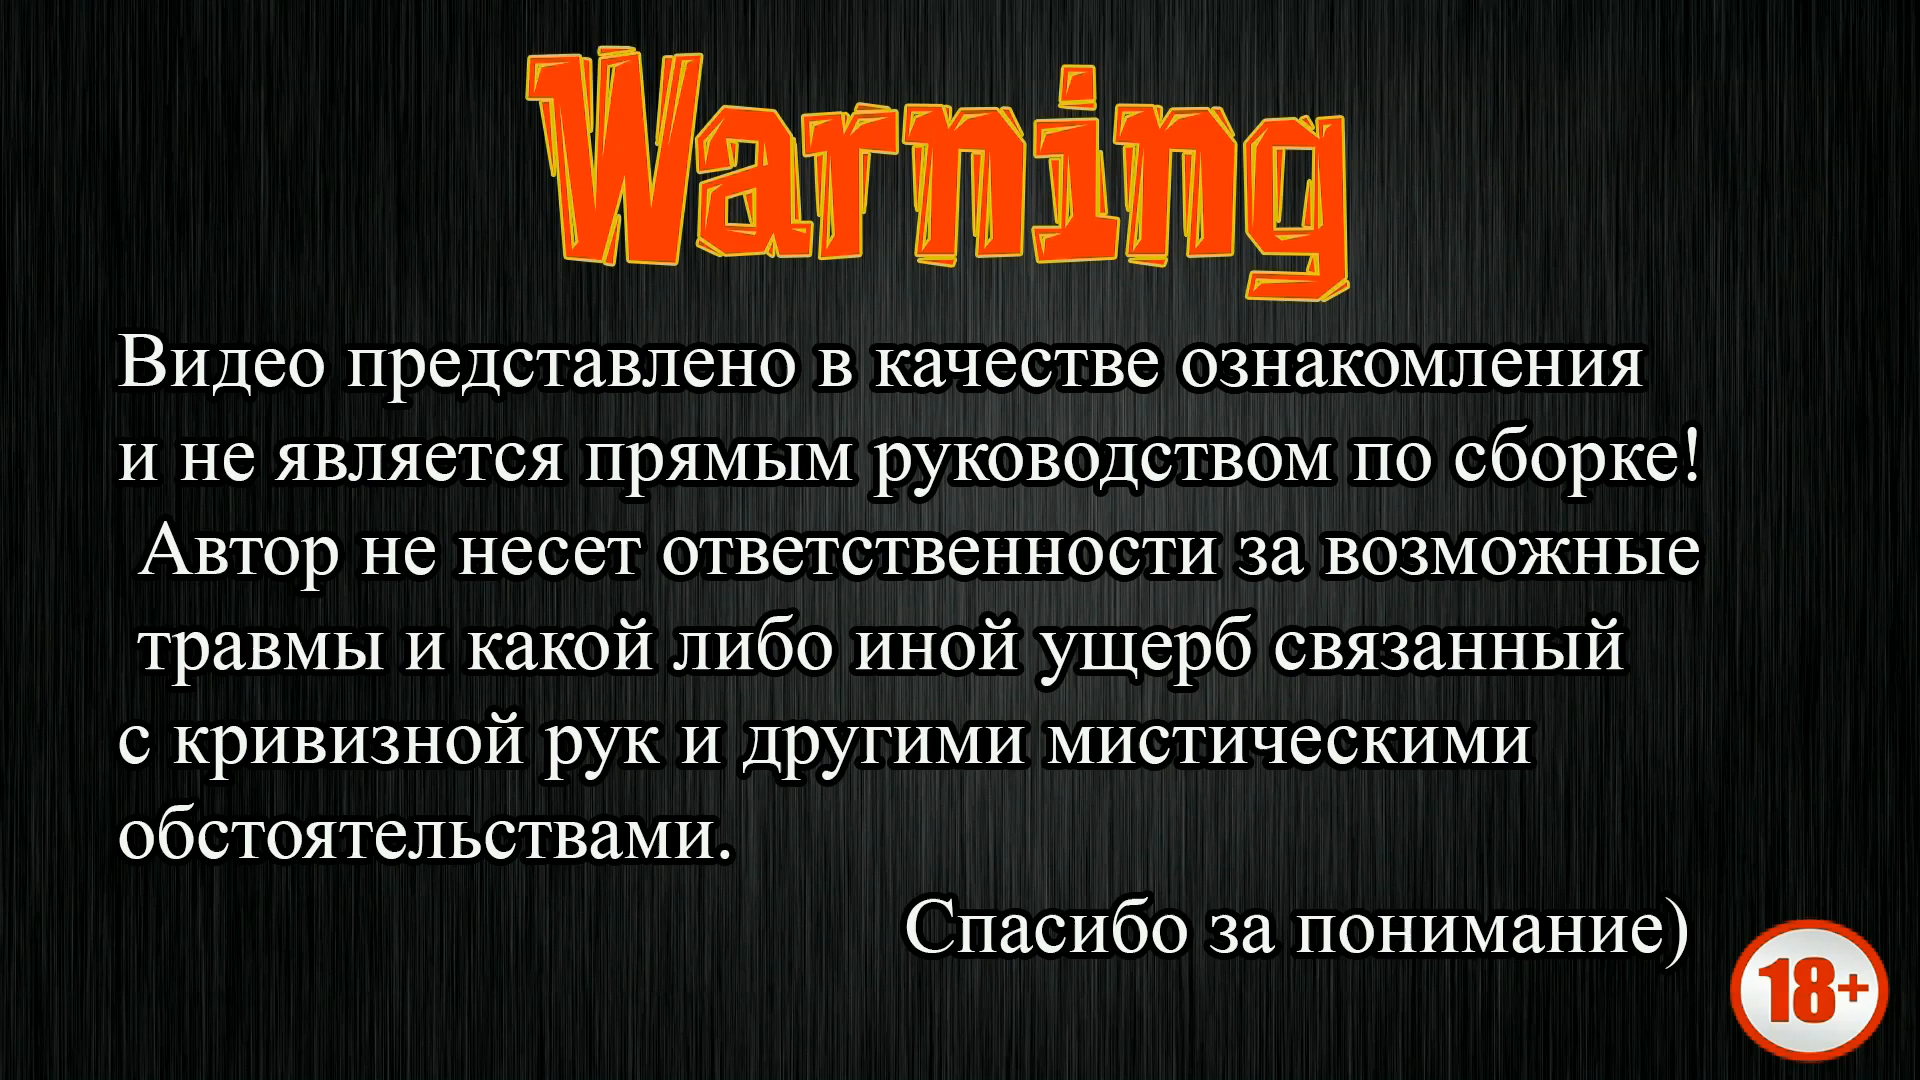 Warning
Видео представлено в качестве ознакомления
и не является прямым руководством по сборке!
Автор не несет ответственности за возможные
травмы и какой либо иной ущерб связанный
с кривизной рук и другими мистическими
обстоятельствами.
Спасибо за понимание)
18+